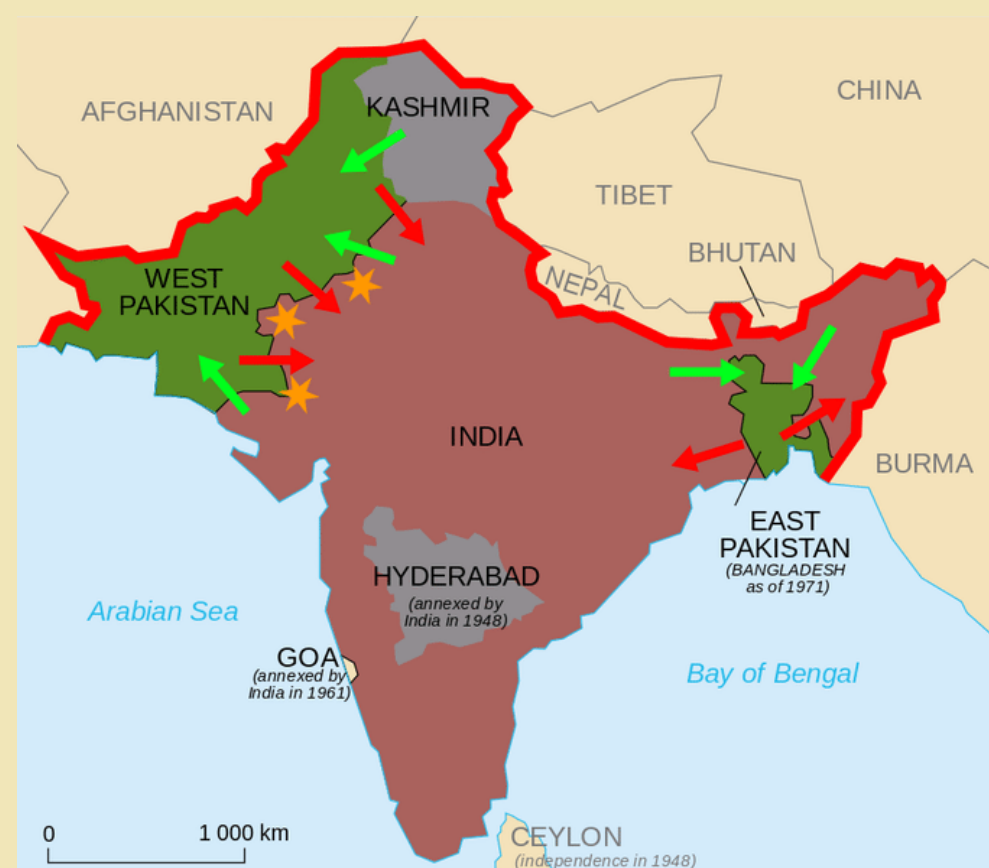 CHINA
AFGHANISTAN
KASHMIR
TIBET
BHUTAN
WEST
PAKISTAN
NEPAL
INDIA
BURMA
EAST
PAKISTAN
(BANGLADESH
as of 1971)
HYDERABAD
(annexed by
India in 1948)
Arabian Sea
GOA
(annexed by
India in 1961)
Bay of Bengal
0
1 000 km
CEYLON
(independence in 1948)